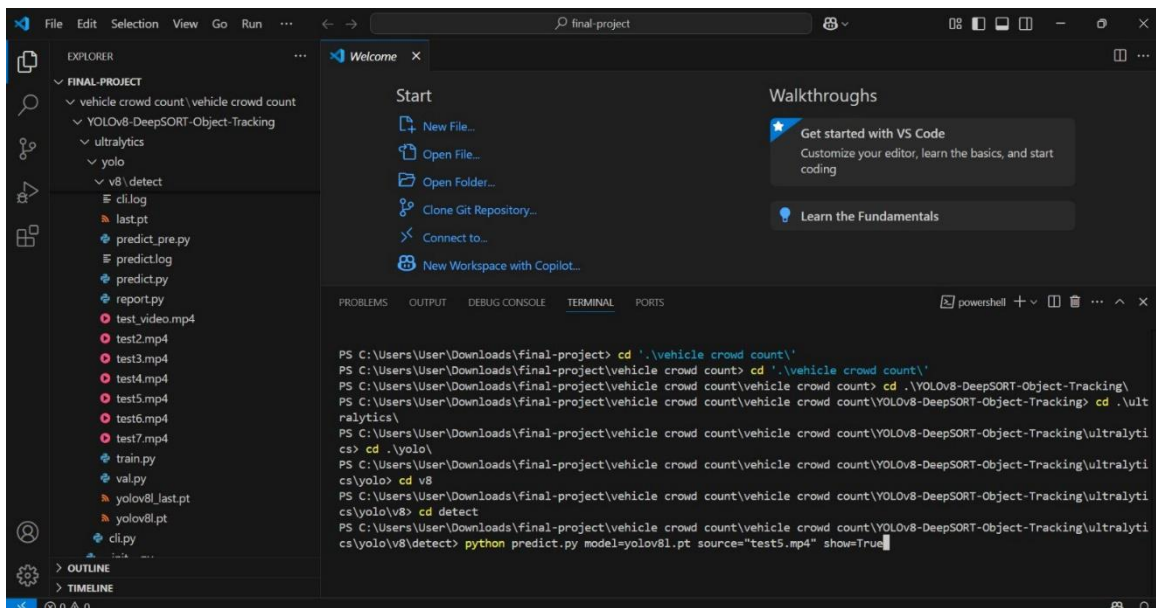 File Edit Selection View Go Run ··· final-project
EXPLORER ···
FINAL-PROJECT
vehicle crowd count\vehicle crowd count
YOLOv8-DeepSORT-Object-Tracking
ultralytics
yolo
v8\detect
cli.log
last.pt
predict_pre.py
predict.log
predict.py
report.py
test_video.mp4
test2.mp4
test3.mp4
test4.mp4
test5.mp4
test6.mp4
test7.mp4
train.py
val.py
yolov8l_last.pt
yolov8l.pt
cli.py
OUTLINE
TIMELINE
0 0 0
Welcome
Start
New File...
Open File...
Open Folder...
Clone Git Repository...
Connect to...
New Workspace with Copilot...
Walkthroughs
Get started with VS Code
Customize your editor, learn the basics, and start
coding
Learn the Fundamentals
PROBLEMS OUTPUT DEBUG CONSOLE TERMINAL PORTS powershell
PS C:\Users\User\Downloads\final-project> cd '.\vehicle crowd count\'
PS C:\Users\User\Downloads\final-project\vehicle crowd count> cd '.\vehicle crowd count\'
PS C:\Users\User\Downloads\final-project\vehicle crowd count\vehicle crowd count> cd .\YOLOv8-DeepSORT-Object-Tracking\
PS C:\Users\User\Downloads\final-project\vehicle crowd count\vehicle crowd count\YOLOv8-DeepSORT-Object-Tracking> cd .\ult
ralytics\
PS C:\Users\User\Downloads\final-project\vehicle crowd count\vehicle crowd count\YOLOv8-DeepSORT-Object-Tracking\ultralyti
cs> cd .\yolo\
PS C:\Users\User\Downloads\final-project\vehicle crowd count\vehicle crowd count\YOLOv8-DeepSORT-Object-Tracking\ultralyti
cs\yolo> cd v8
PS C:\Users\User\Downloads\final-project\vehicle crowd count\vehicle crowd count\YOLOv8-DeepSORT-Object-Tracking\ultralyti
cs\yolo\v8> cd detect
PS C:\Users\User\Downloads\final-project\vehicle crowd count\vehicle crowd count\YOLOv8-DeepSORT-Object-Tracking\ultralyti
cs\yolo\v8\detect> python predict.py model=yolov8l.pt source="test5.mp4" show=True